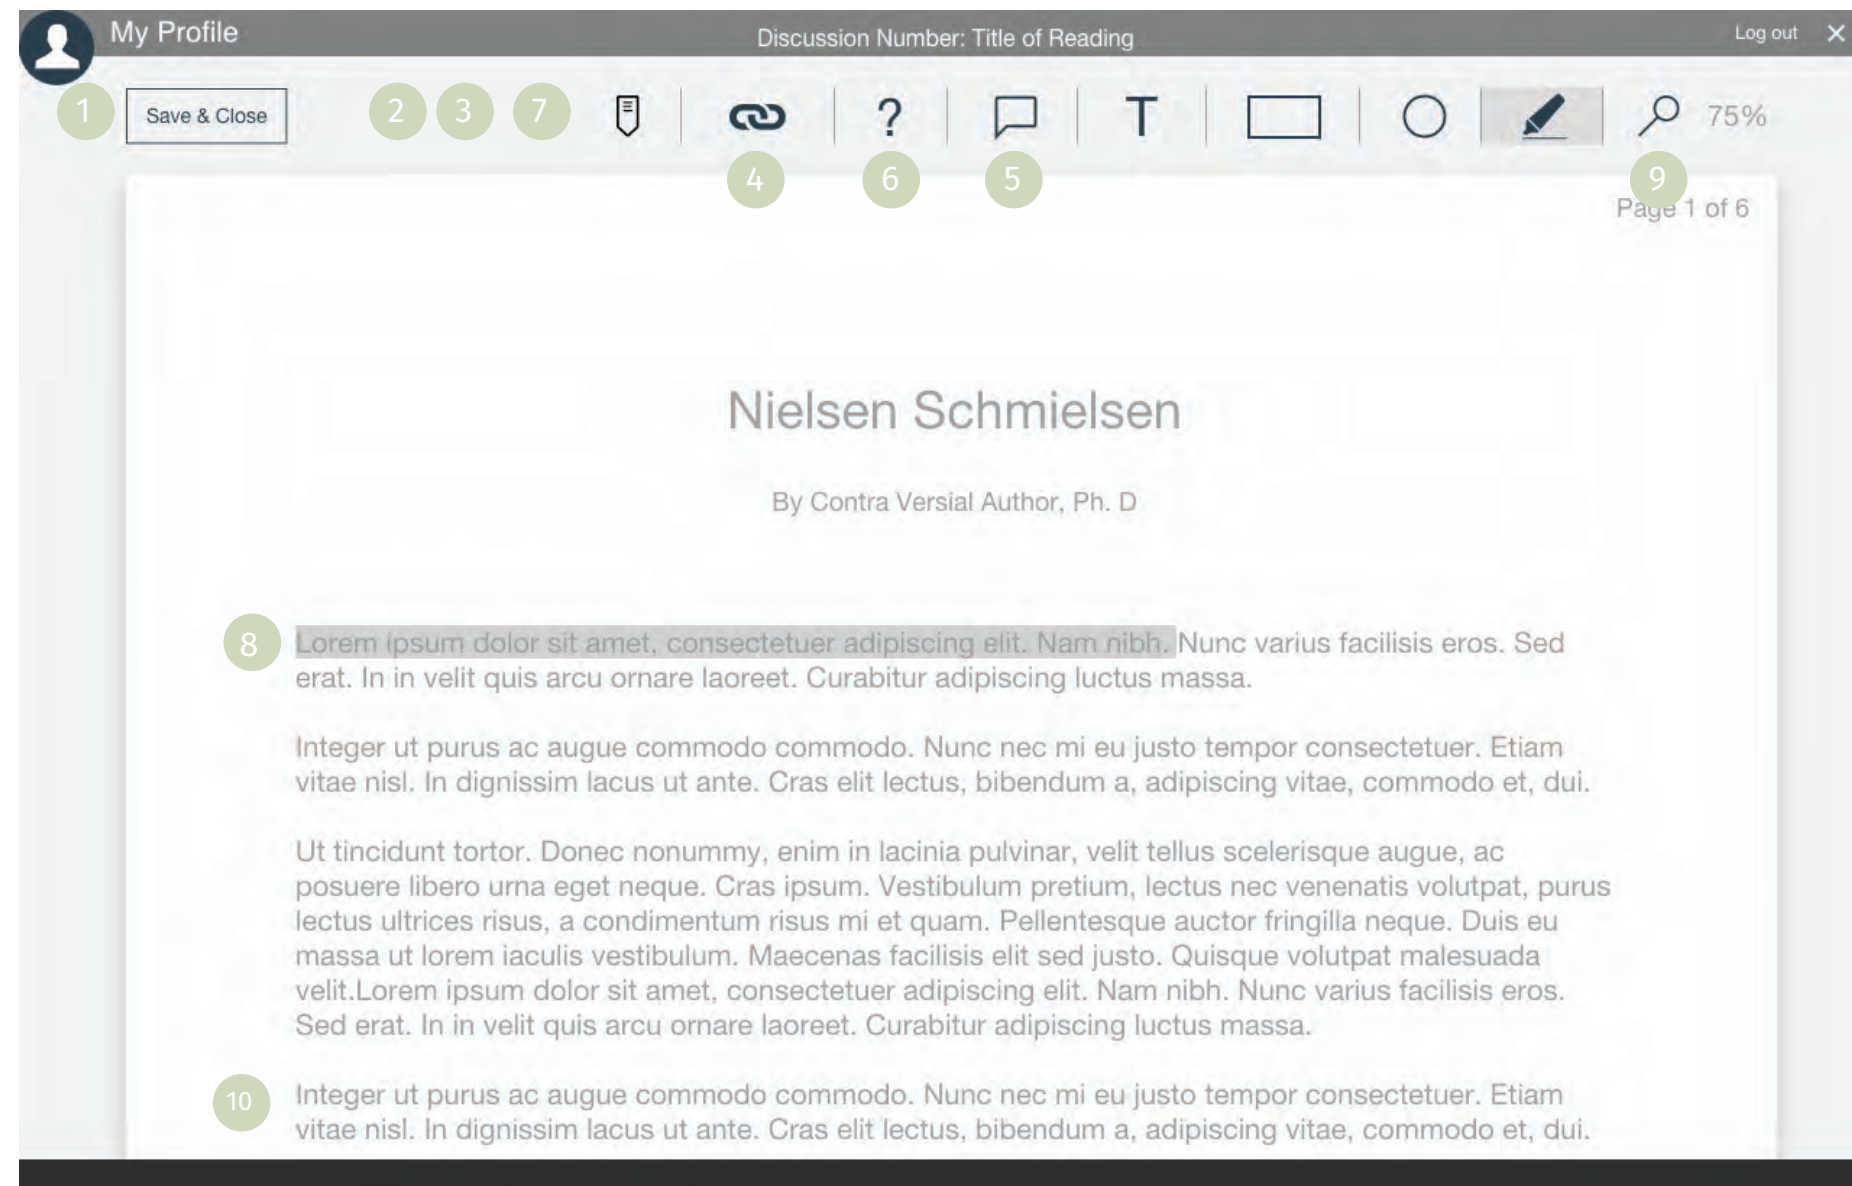 My Profile
Discussion Number: Title of Reading
Log out
1
Save & Close
2
3
7
?
T
75%
4
6
5
9
Page 1 of 6
Nielsen Schmielsen
By Contra Versial Author, Ph. D
8
Lorem ipsum dolor sit amet, consectetuer adipiscing elit. Nam nibh. Nunc varius facilisis eros. Sed
erat. In in velit quis arcu ornare laoreet. Curabitur adipiscing luctus massa.
Integer ut purus ac augue commodo commodo. Nunc nec mi eu justo tempor consectetuer. Etiam
vitae nisl. In dignissim lacus ut ante. Cras elit lectus, bibendum a, adipiscing vitae, commodo et, dui.
Ut tincidunt tortor. Donec nonummy, enim in lacinia pulvinar, velit tellus scelerisque augue, ac
posuere libero urna eget neque. Cras ipsum. Vestibulum pretium, lectus nec venenatis volutpat, purus
lectus ultrices risus, a condimentum risus mi et quam. Pellentesque auctor fringilla neque. Duis eu
massa ut lorem iaculis vestibulum. Maecenas facilisis elit sed justo. Quisque volutpat malesuada
velit.Lorem ipsum dolor sit amet, consectetuer adipiscing elit. Nam nibh. Nunc varius facilisis eros.
Sed erat. In in velit quis arcu ornare laoreet. Curabitur adipiscing luctus massa.
10
Integer ut purus ac augue commodo commodo. Nunc nec mi eu justo tempor consectetuer. Etiam
vitae nisl. In dignissim lacus ut ante. Cras elit lectus, bibendum a, adipiscing vitae, commodo et, dui.